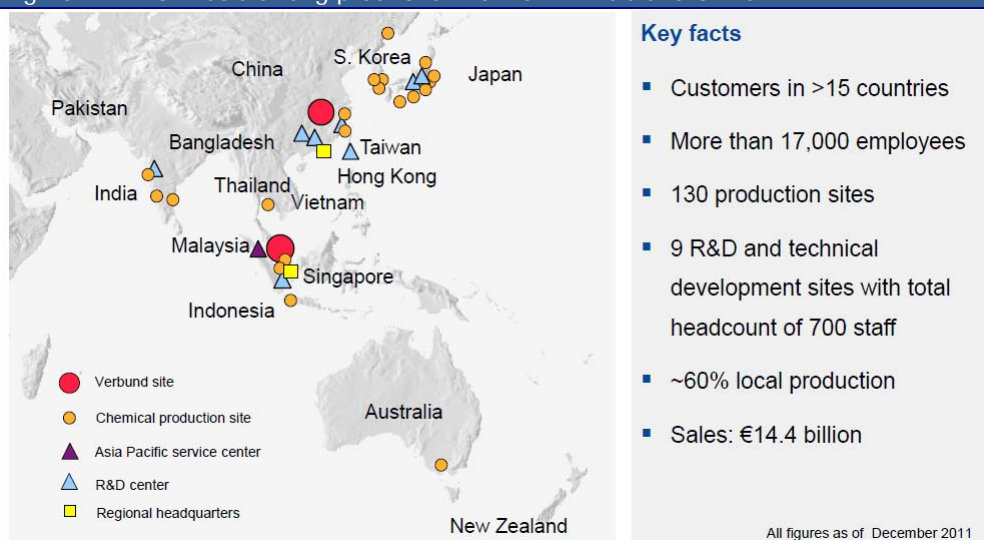 S. Korea
China
Japan
Pakistan
Bangladesh
Taiwan
Hong Kong
India
Thailand
Vietnam
Malaysia
Singapore
Indonesia
Australia
New Zealand
Verbund site
Chemical production site
Asia Pacific service center
R&D center
Regional headquarters
Key facts
Customers in >15 countries
More than 17,000 employees
130 production sites
9 R&D and technical
development sites with total
headcount of 700 staff
~60% local production
Sales: €14.4 billion
All figures as of December 2011